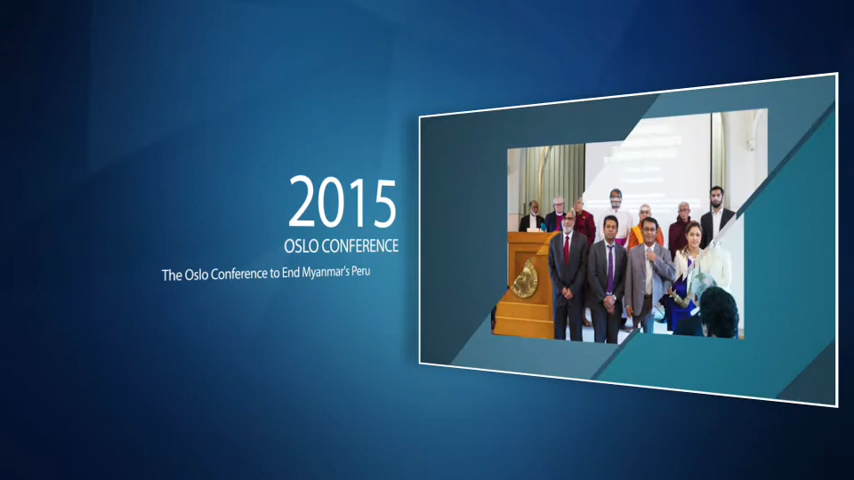 2015
OSLO CONFERENCE
The Oslo Conference to End Myanmar's Peru